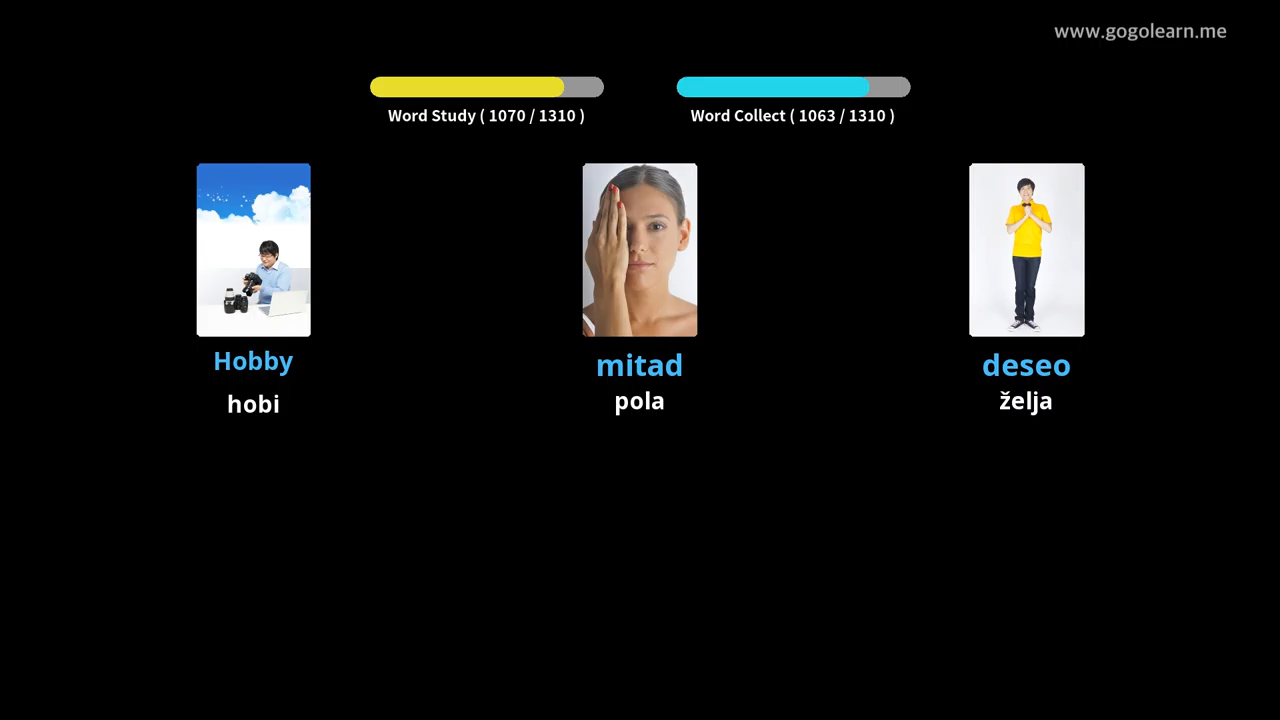 www.gogolearn.me
Word Study ( 1070 / 1310 )
Word Collect ( 1063 / 1310 )
Hobby
hobi
mitad
pola
deseo
želja